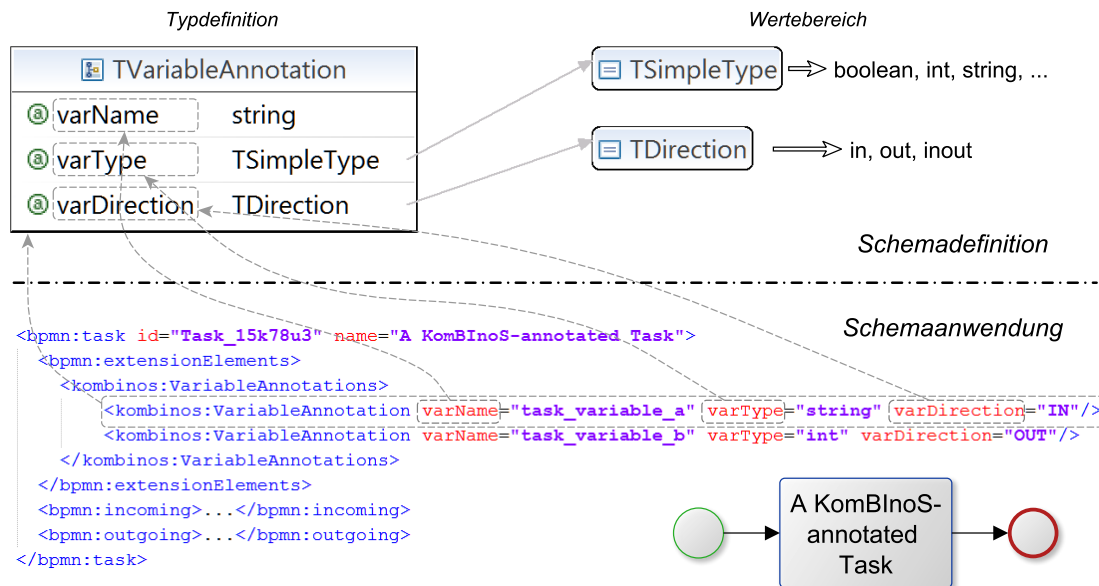 Typdefinition
Wertebereich
TVariableAnnotation
TSimpleType
boolean, int, string, ...
varName string
varType TSimpleType
TDirection
in, out, inout
varDirection TDirection
Schemadefinition
Schemaanwendung
<bpmn:task id="Task_15k78u3" name="A KomBInoS-annotated Task">
<bpmn:extensionElements>
<kombinos:VariableAnnotations>
<kombinos:VariableAnnotation varName="task_variable_a" varType="string" varDirection="IN"/>
<kombinos:VariableAnnotation varName="task_variable_b" varType="int" varDirection="OUT"/>
</kombinos:VariableAnnotations>
</bpmn:extensionElements>
<bpmn:incoming>...</bpmn:incoming>
<bpmn:outgoing>...</bpmn:outgoing>
</bpmn:task>
A KomBInoS-
annotated
Task